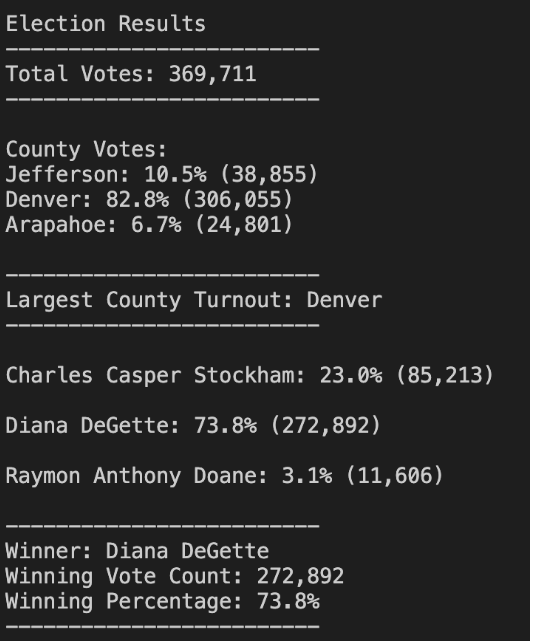 Election Results
-------------------------
Total Votes: 369,711
-------------------------
County Votes:
Jefferson: 10.5% (38,855)
Denver: 82.8% (306,055)
Arapahoe: 6.7% (24,801)
-------------------------
Largest County Turnout: Denver
-------------------------
Charles Casper Stockham: 23.0% (85,213)
Diana DeGette: 73.8% (272,892)
Raymon Anthony Doane: 3.1% (11,606)
-------------------------
Winner: Diana DeGette
Winning Vote Count: 272,892
Winning Percentage: 73.8%
-------------------------